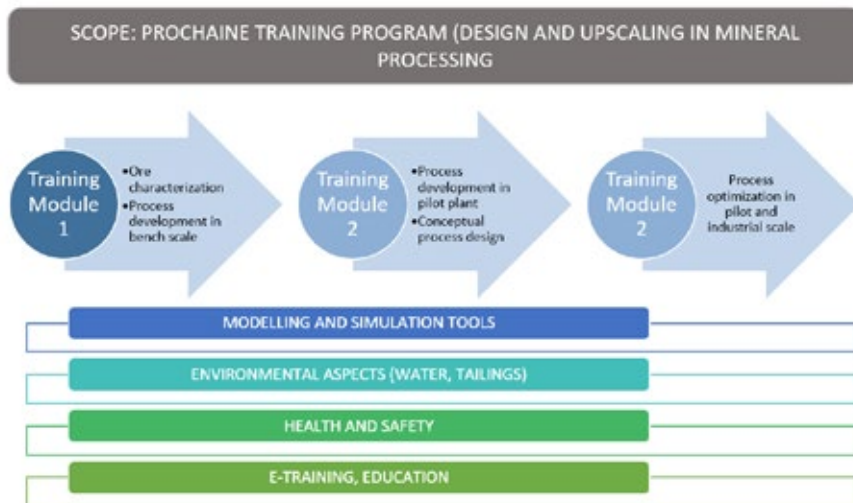 SCOPE: PROCHAINE TRAINING PROGRAM (DESIGN AND UPSCALING IN MINERAL
PROCESSING
Training
Module
1
•Ore
characterization
•Process
development in
bench scale
Training
Module
2
•Process
development in
pilot plant
•Conceptual
process design
Training
Module
2
Process
optimization in
pilot and
industrial scale
MODELLING AND SIMULATION TOOLS
ENVIRONMENTAL ASPECTS (WATER, TAILINGS)
HEALTH AND SAFETY
E-TRAINING, EDUCATION